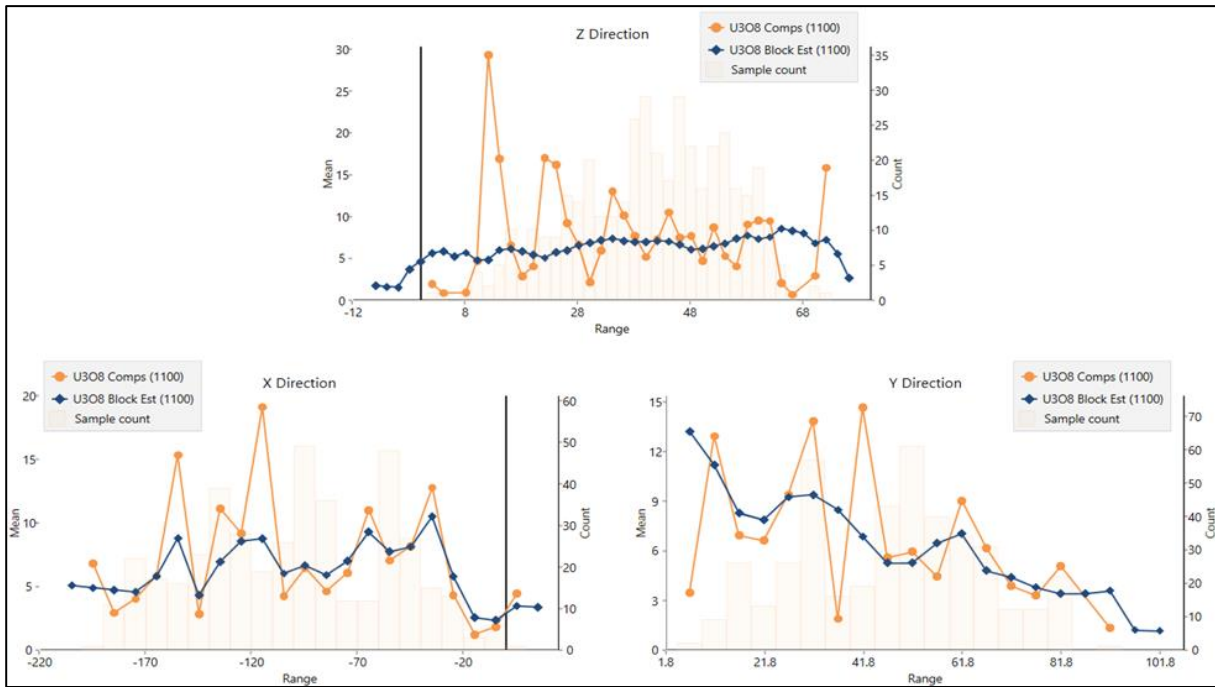 Z Direction
U3O8 Comps (1100)
U3O8 Block Est (1100)
Sample count
30
25
20
15
10
5
0
Mean
35
30
25
20
15
10
5
0
Count
-12
8
28
48
68
Range
X Direction
U3O8 Comps (1100)
U3O8 Block Est (1100)
Sample count
20
15
10
5
0
Mean
60
50
40
30
20
10
0
Count
-220
-170
-120
-70
-20
Range
Y Direction
U3O8 Comps (1100)
U3O8 Block Est (1100)
Sample count
15
12
9
6
3
0
Mean
70
60
50
40
30
20
10
0
Count
1.8
21.8
41.8
61.8
81.8
101.8
Range